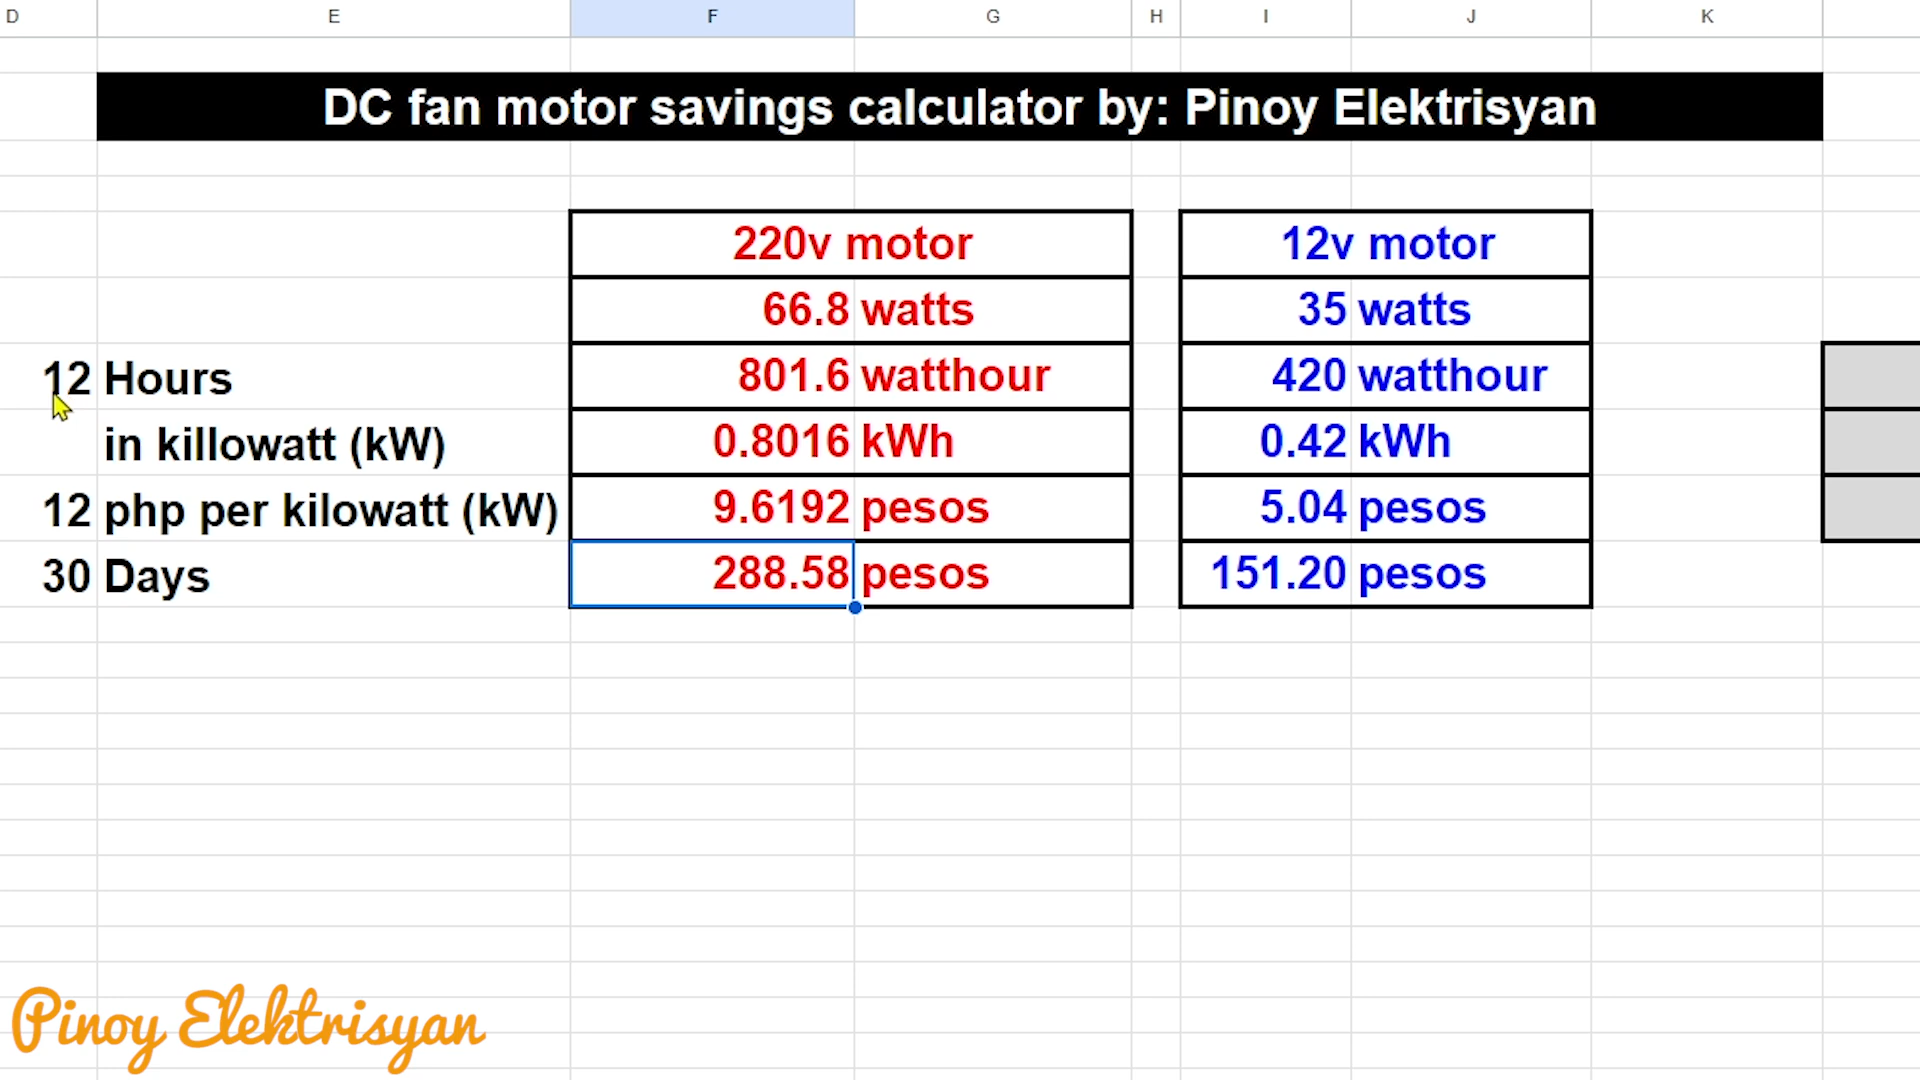 D E F G H I J K
DC fan motor savings calculator by: Pinoy Elektrisyan
220v motor 12v motor
66.8 watts 35 watts
12 Hours 801.6 watthour 420 watthour
in killowatt (kW) 0.8016 kWh 0.42 kWh
12 php per kilowatt (kW) 9.6192 pesos 5.04 pesos
30 Days 288.58 pesos 151.20 pesos
Pinoy Elektrisyan